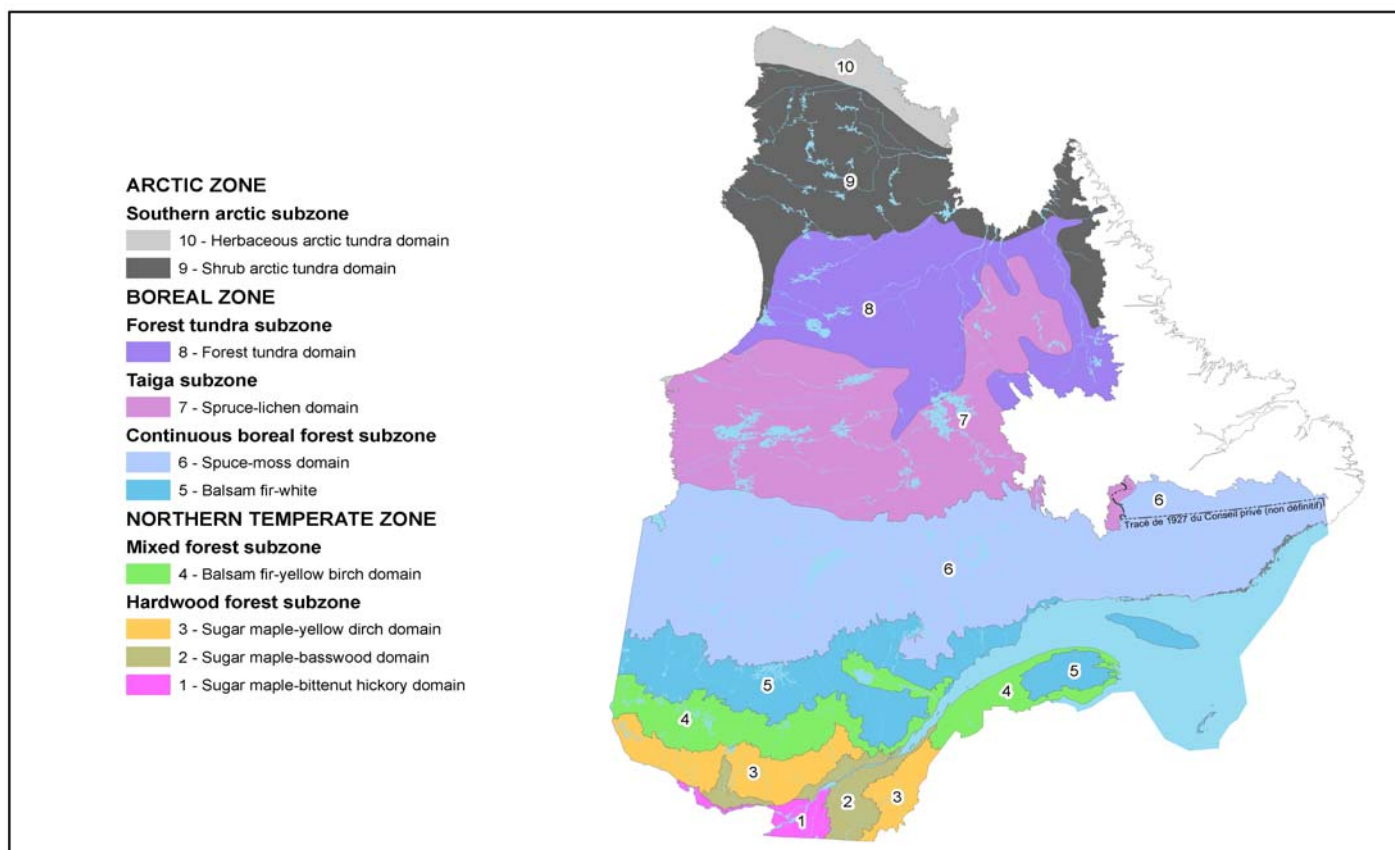 ARCTIC ZONE
Southern arctic subzone
10 - Herbaceous arctic tundra domain
9 - Shrub arctic tundra domain
BOREAL ZONE
Forest tundra subzone
8 - Forest tundra domain
Taiga subzone
7 - Spruce-lichen domain
Continuous boreal forest subzone
6 - Spuce-moss domain
5 - Balsam fir-white
NORTHERN TEMPERATE ZONE
Mixed forest subzone
4 - Balsam fir-yellow birch domain
Hardwood forest subzone
3 - Sugar maple-yellow dirch domain
2 - Sugar maple-basswood domain
1 - Sugar maple-bittenut hickory domain
10
9
8
7
6
Tracé de 1927 du Conseil privé (non définitif)
6
5
5
4
4
3
3
2
1